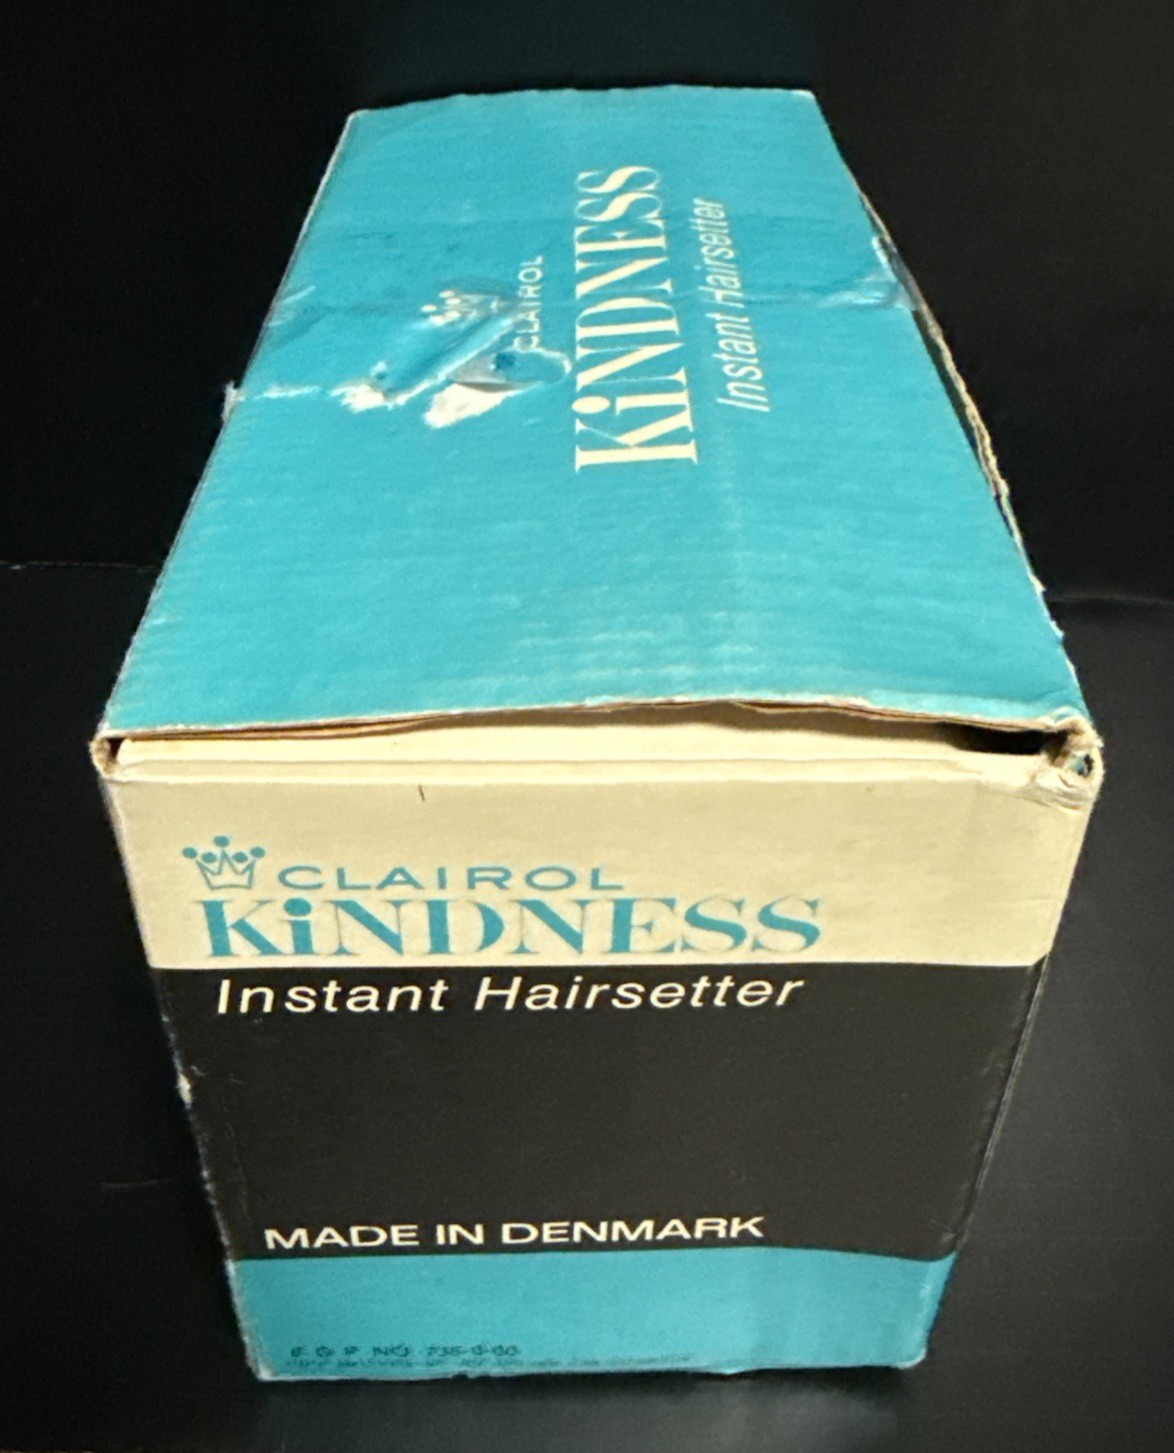 CLAIROL
KiNDNESS
Instant Hairsetter
CLAIROL
KiNDNESS
Instant Hairsetter
MADE IN DENMARK